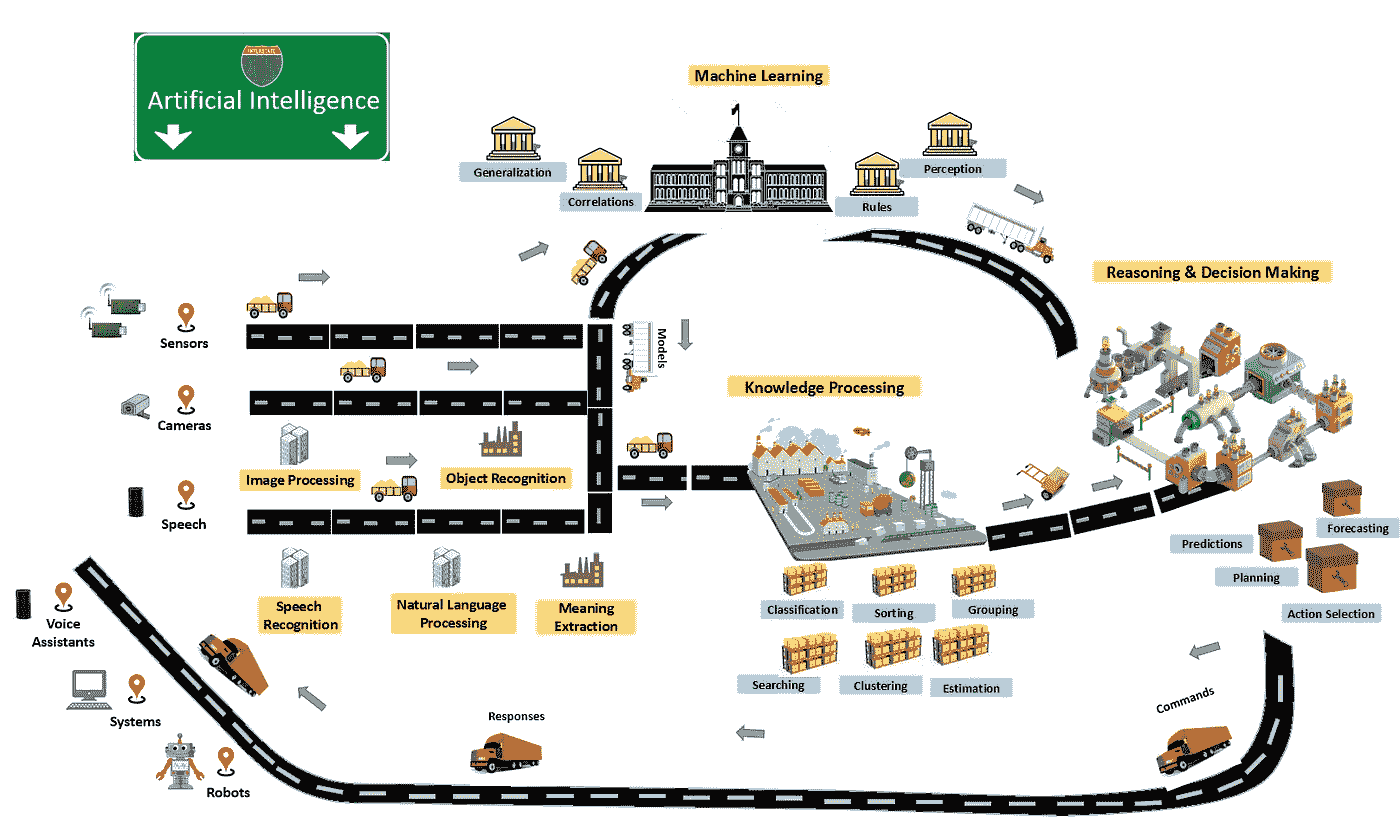 INTERSTATE
Artificial Intelligence
Machine Learning
Generalization
Correlations
Rules
Perception
Reasoning & Decision Making
Sensors
Models
Cameras
Knowledge Processing
Image Processing
Object Recognition
Speech
Speech
Recognition
Natural Language
Processing
Meaning
Extraction
Classification
Sorting
Grouping
Searching
Clustering
Estimation
Forecasting
Predictions
Planning
Action Selection
Voice
Assistants
Systems
Robots
Responses
Commands